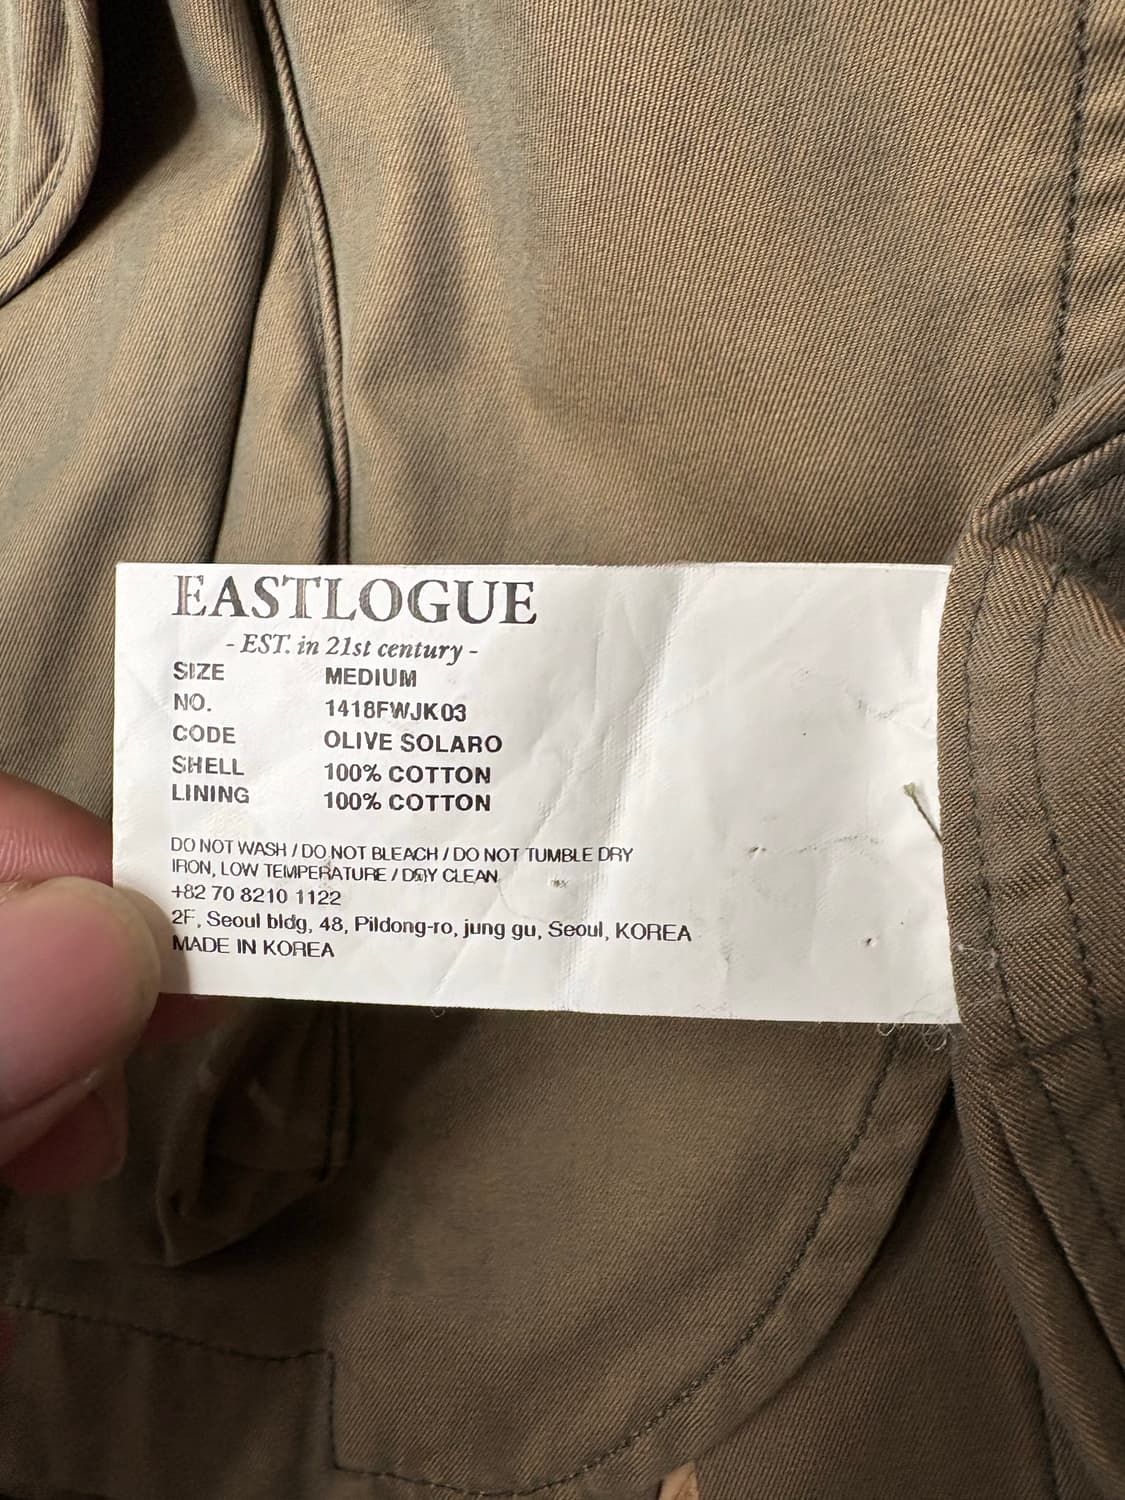 EASTLOGUE
- EST. in 21st century -
SIZE MEDIUM
NO. 1418FWJK03
CODE OLIVE SOLARO
SHELL 100% COTTON
LINING 100% COTTON
DO NOT WASH / DO NOT BLEACH / DO NOT TUMBLE DRY
IRON, LOW TEMPERATURE / DRY CLEAN
+82 70 8210 1122
2F, Seoul bldg, 48, Pildong-ro, jung gu, Seoul, KOREA
MADE IN KOREA